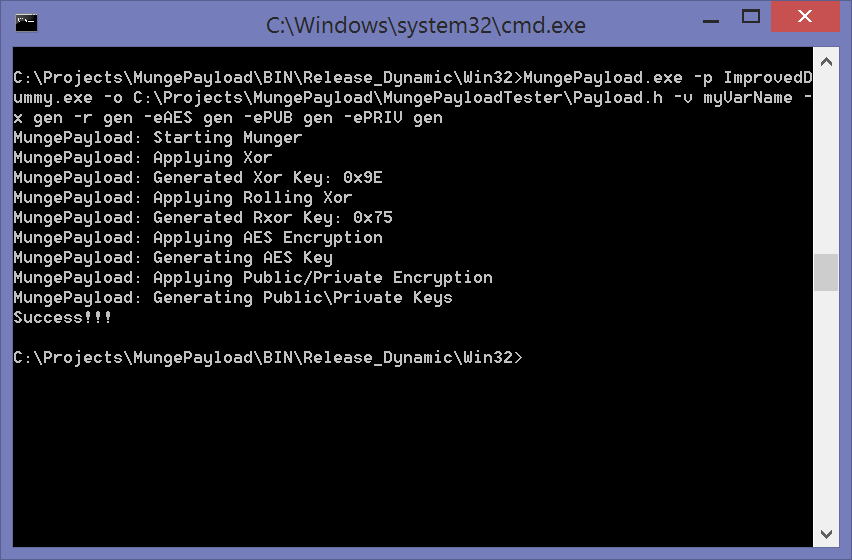 C:\Windows\system32\cmd.exe
C:\Projects\MungePayload\BIN\Release_Dynamic\Win32>MungePayload.exe -p ImprovedD
ummy.exe -o C:\Projects\MungePayload\MungePayloadTester\Payload.h -v myVarName -
x gen -r gen -eAES gen -ePUB gen -ePRIV gen
MungePayload: Starting Munger
MungePayload: Applying Xor
MungePayload: Generated Xor Key: 0x9E
MungePayload: Applying Rolling Xor
MungePayload: Generated Rxor Key: 0x75
MungePayload: Applying AES Encryption
MungePayload: Generating AES Key
MungePayload: Applying Public/Private Encryption
MungePayload: Generating Public\Private Keys
Success!!!
C:\Projects\MungePayload\BIN\Release_Dynamic\Win32>